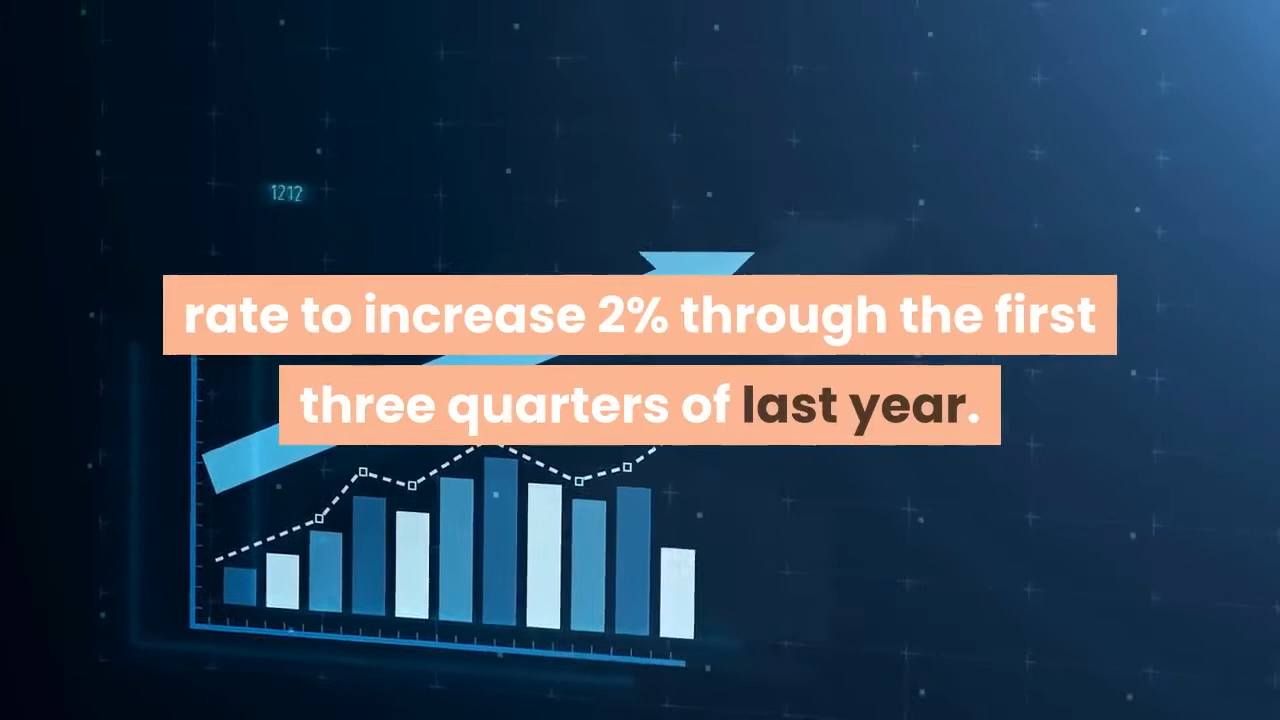 1212
rate to increase 2% through the first
three quarters of last year.